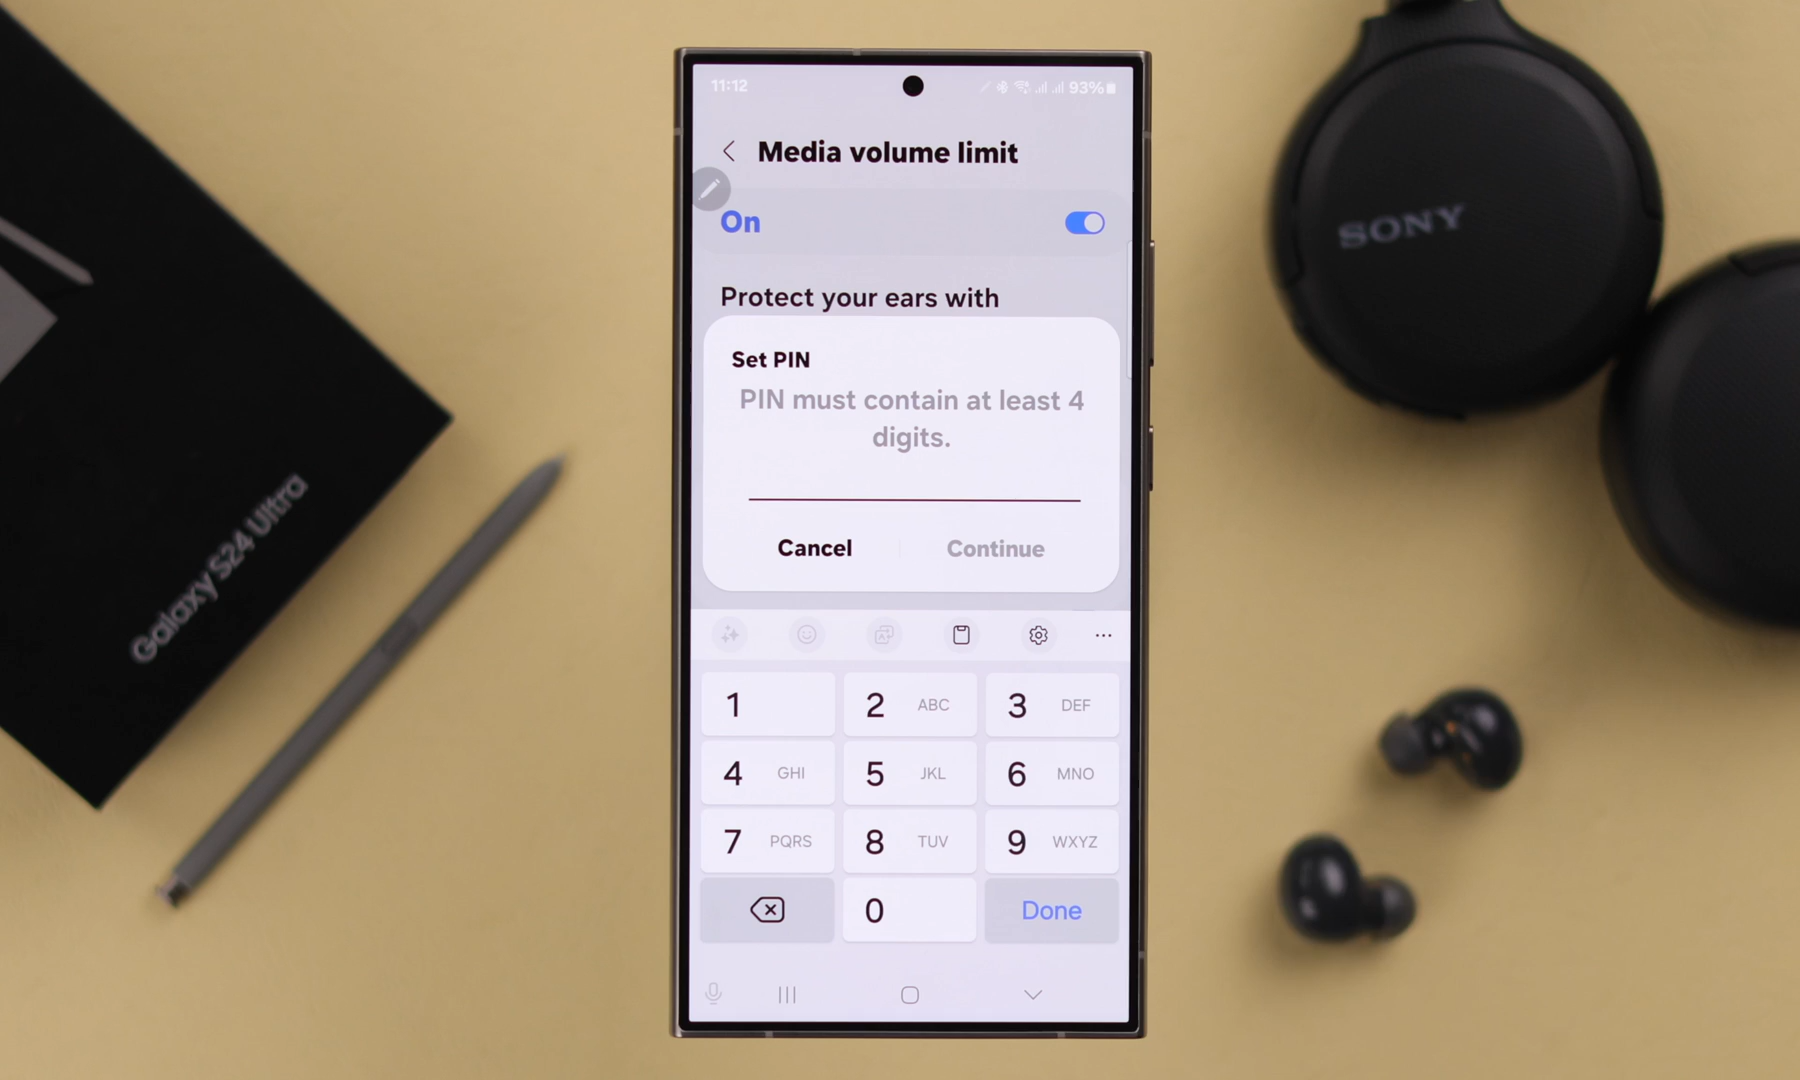 11:12
93%
Media volume limit
On
Protect your ears with
Set PIN
PIN must contain at least 4
digits.
Cancel
Continue
1
2 ABC
3 DEF
4 GHI
5 JKL
6 MNO
7 PQRS
8 TUV
9 WXYZ
0
Done
Galaxy S24 Ultra
SONY